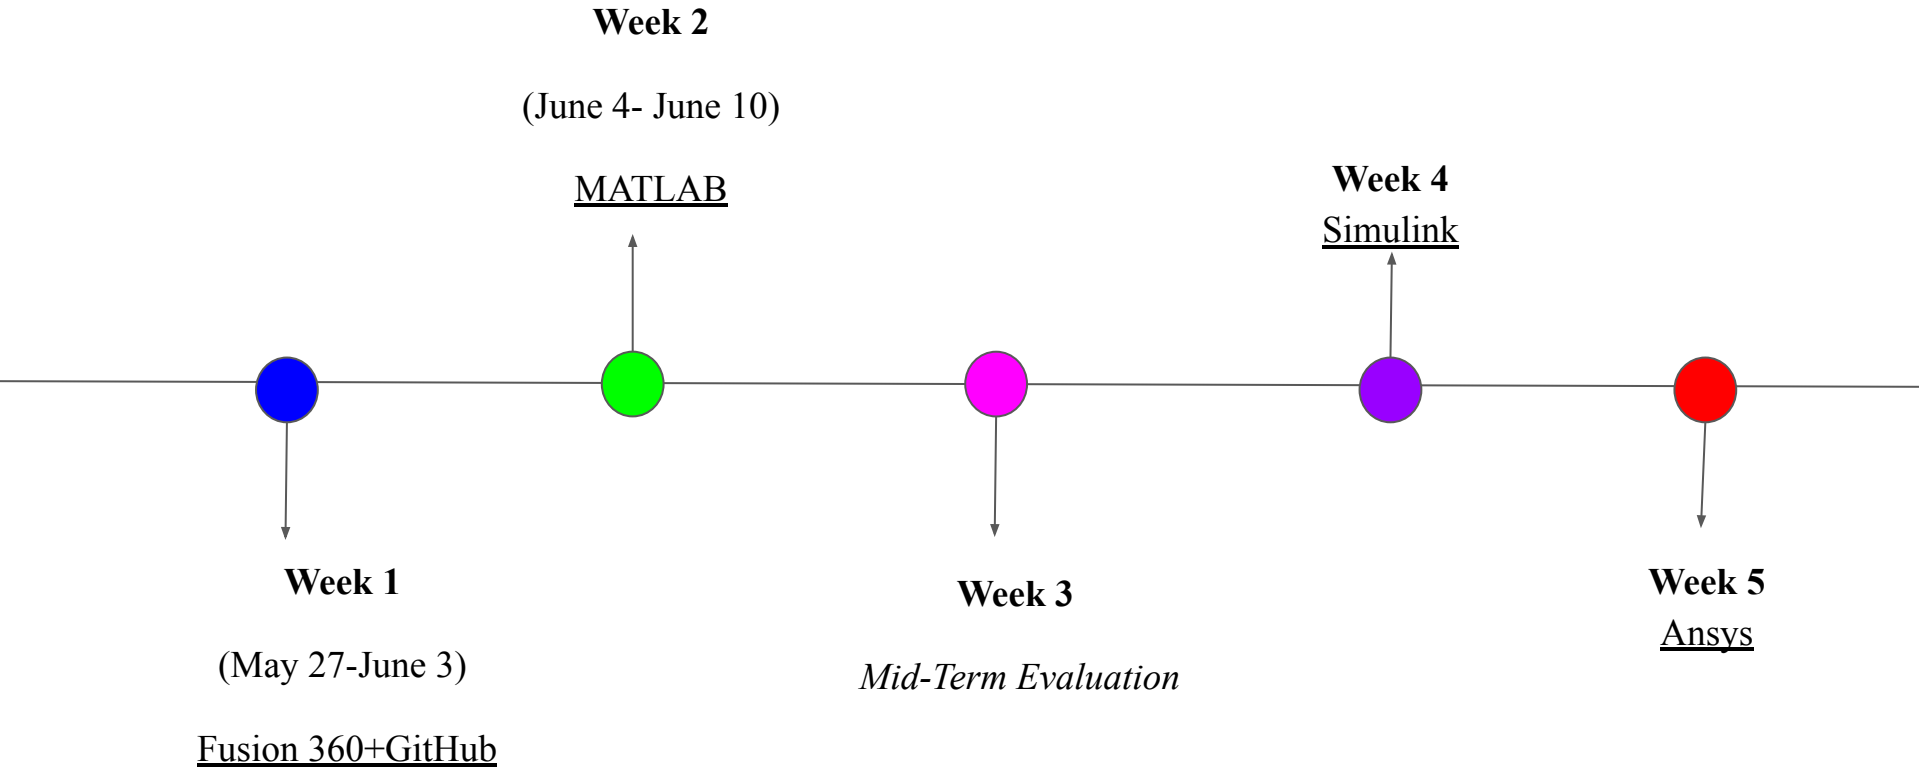 Week 2
(June 4- June 10)
MATLAB
Week 4
Simulink
Week 1
(May 27-June 3)
Fusion 360+GitHub
Week 3
Mid-Term Evaluation
Week 5
Ansys